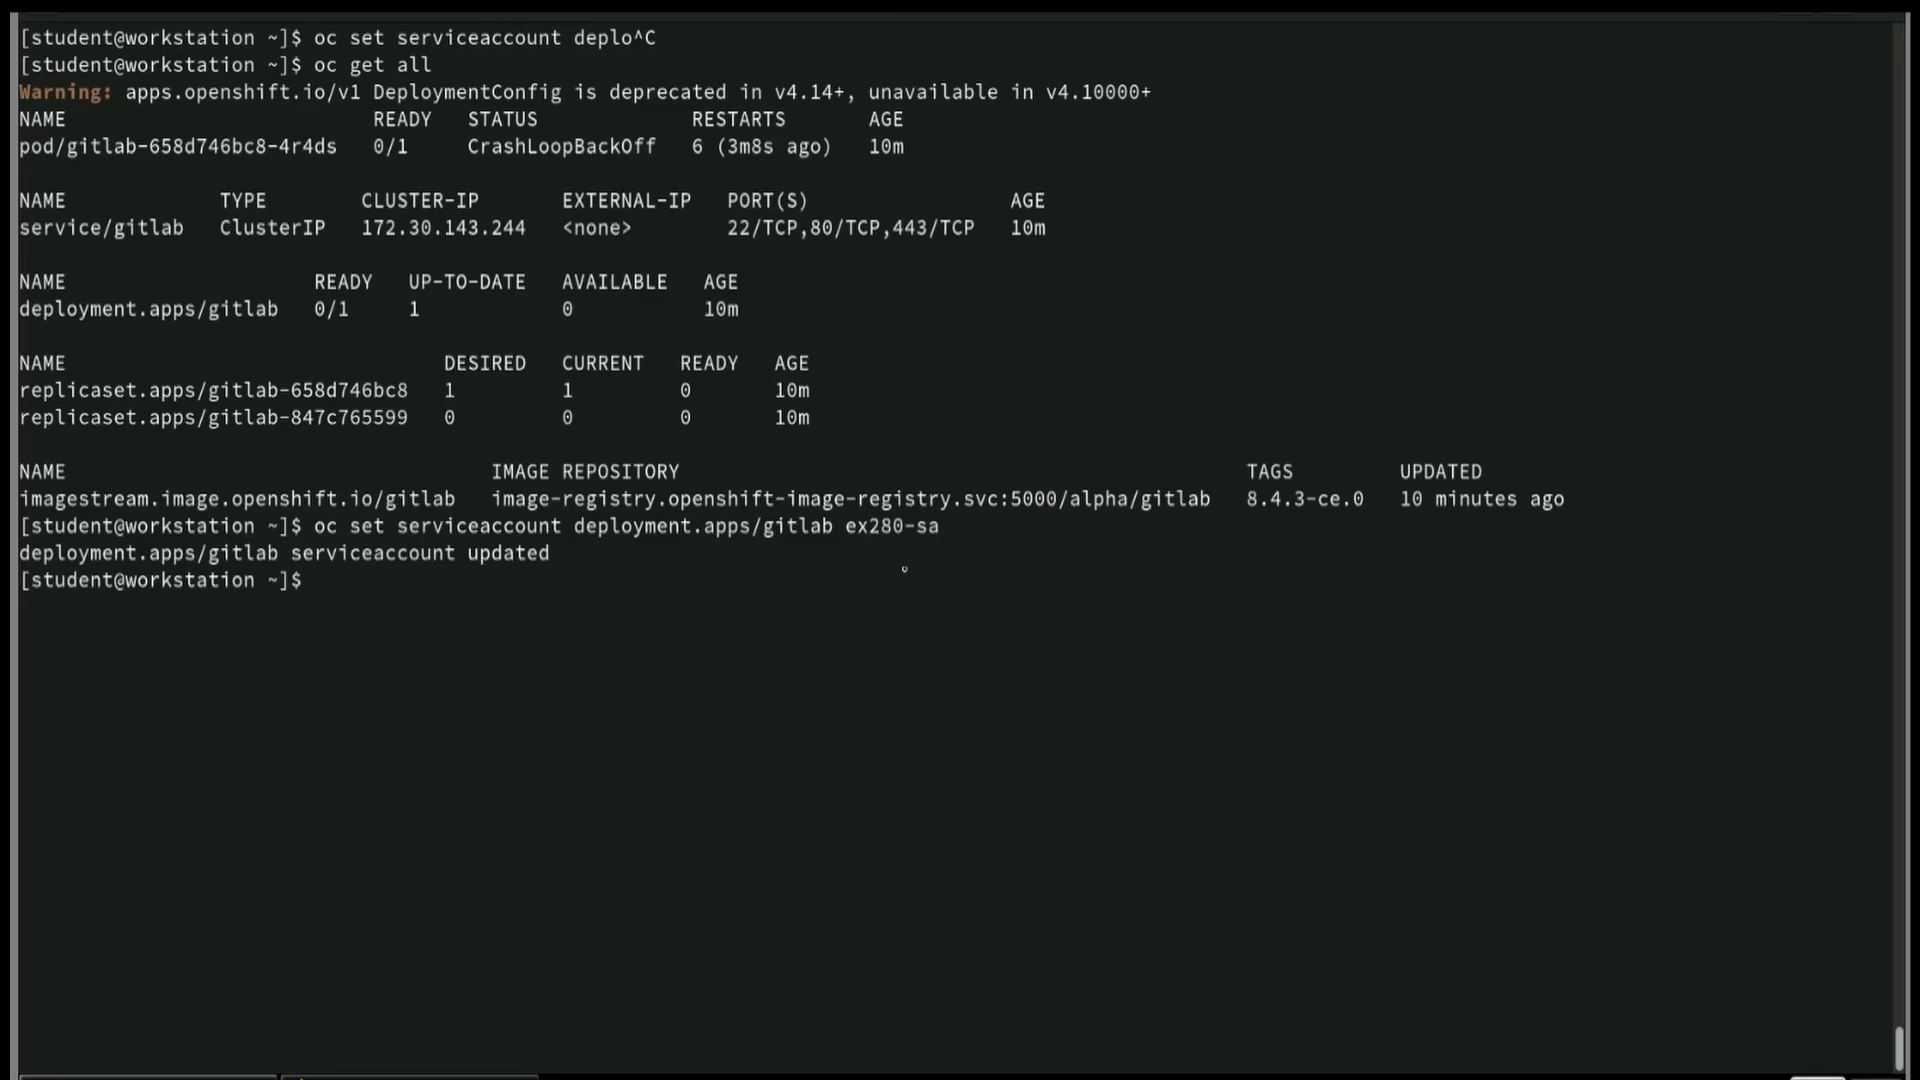 [student@workstation ~]$ oc set serviceaccount deplo^C
[student@workstation ~]$ oc get all
Warning: apps.openshift.io/v1 DeploymentConfig is deprecated in v4.14+, unavailable in v4.10000+
NAME READY STATUS RESTARTS AGE
pod/gitlab-658d746bc8-4r4ds 0/1 CrashLoopBackOff 6 (3m8s ago) 10m
NAME TYPE CLUSTER-IP EXTERNAL-IP PORT(S) AGE
service/gitlab ClusterIP 172.30.143.244 <none> 22/TCP,80/TCP,443/TCP 10m
NAME READY UP-TO-DATE AVAILABLE AGE
deployment.apps/gitlab 0/1 1 0 10m
NAME DESIRED CURRENT READY AGE
replicaset.apps/gitlab-658d746bc8 1 1 0 10m
replicaset.apps/gitlab-847c765599 0 0 0 10m
NAME IMAGE REPOSITORY TAGS UPDATED
imagestream.image.openshift.io/gitlab image-registry.openshift-image-registry.svc:5000/alpha/gitlab 8.4.3-ce.0 10 minutes ago
[student@workstation ~]$ oc set serviceaccount deployment.apps/gitlab ex280-sa
deployment.apps/gitlab serviceaccount updated
[student@workstation ~]$